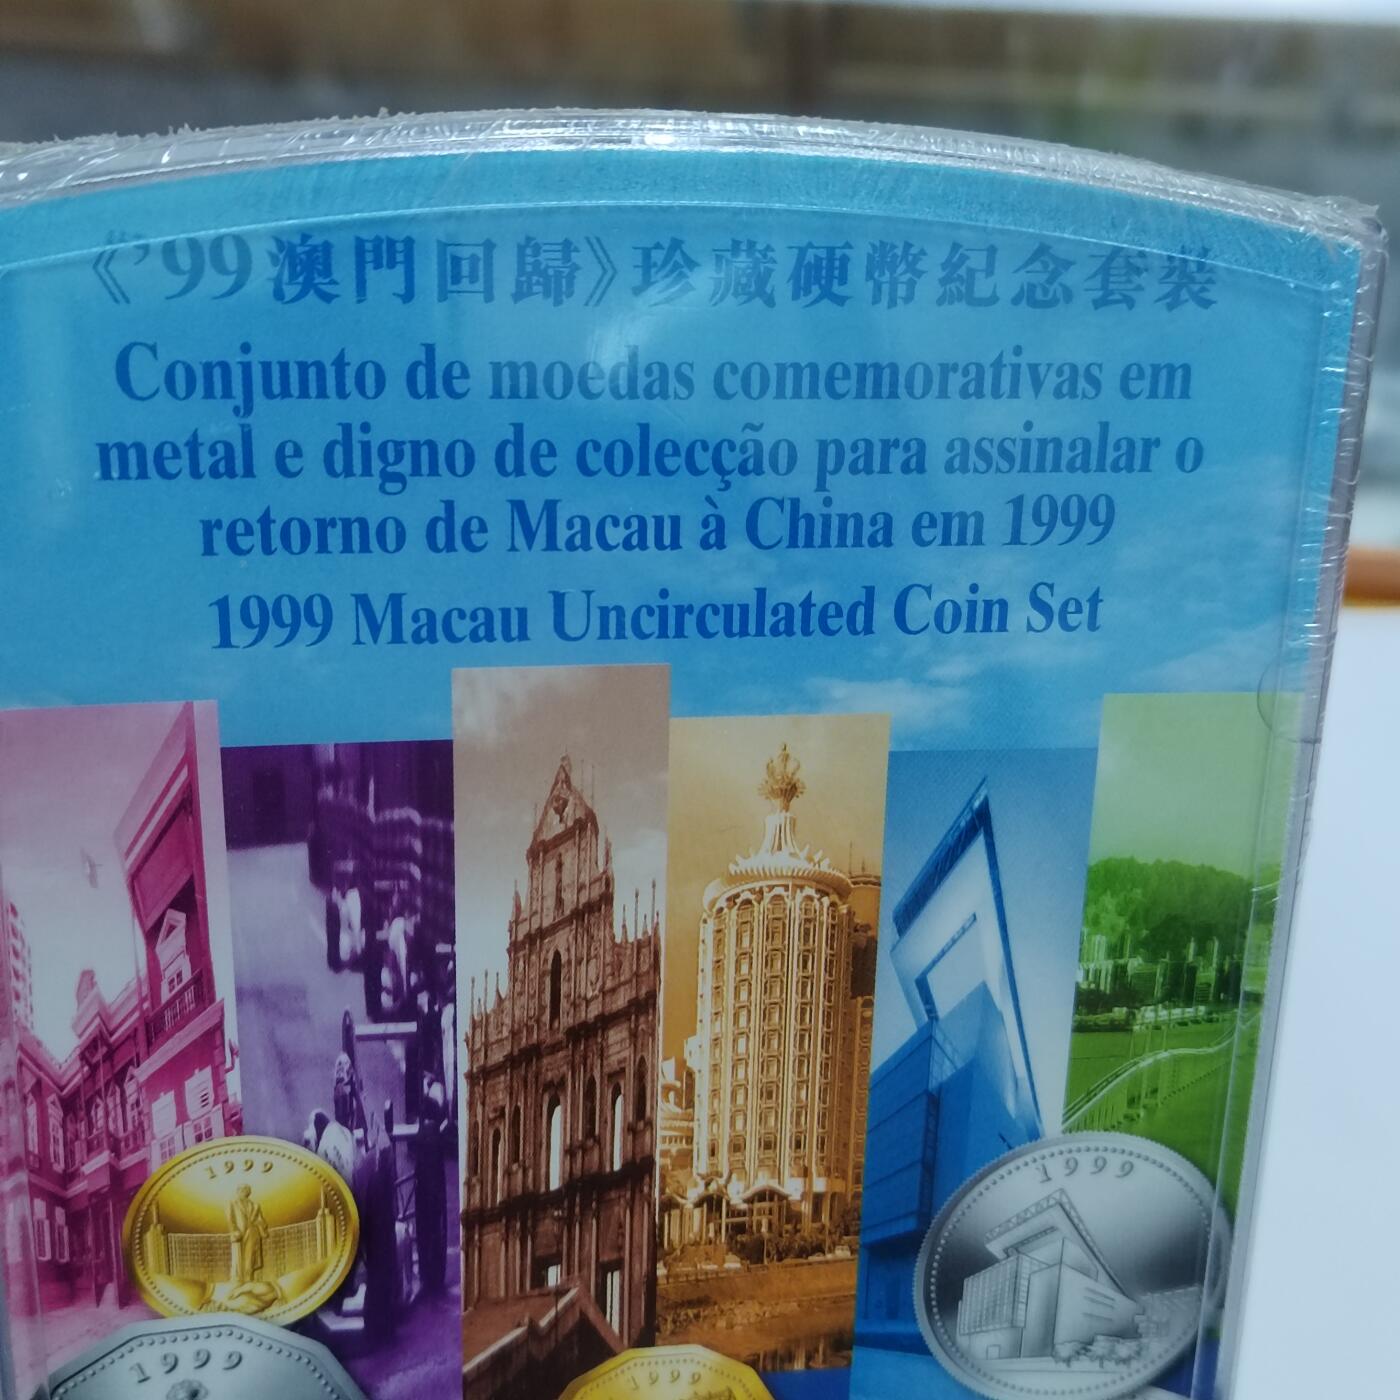 《’99澳門回歸》珍藏硬幣紀念套裝
Conjunto de moedas comemorativas em
metal e digno de colecção para assinalar o
retorno de Macau à China em 1999
1999 Macau Uncirculated Coin Set
1999
1999
1999
1999